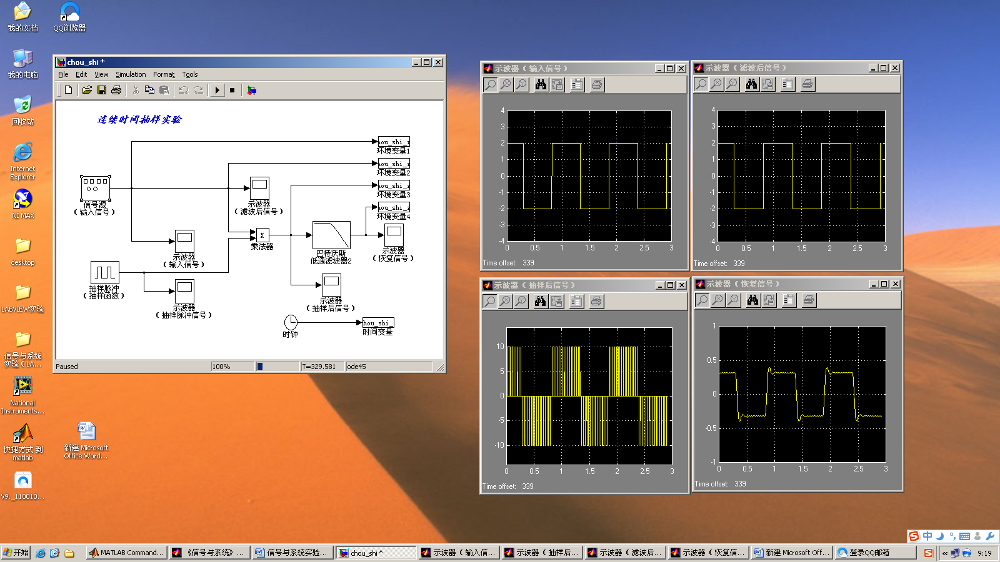 我的文档
QQ浏览器
我的电脑
回收站
Internet
Explorer
NI MAX
desktop
LABVIEW实验
信号与系统
实验（LA...
National
Instruments...
快捷方式 到
matlab
V9._110010...
新建 Microsoft
Office Word...
chou_shi *
File Edit View Simulation Format Tools
连续时间抽样实验
hou_shi_z
环境变量1
hou_shi_z
环境变量2
hou_shi_z
环境变量3
hou_shi_z
环境变量4
信号源
（输入信号）
示波器
（滤波后信号）
X
乘法器
巴特沃斯
低通滤波器2
示波器
（恢复信号）
示波器
（输入信号）
抽样脉冲
（抽样函数）
示波器
（抽样脉冲信号）
示波器
（抽样后信号）
时钟
hou_shi_
时间变量
Paused 100% T=329.581 ode45
示波器（输入信号）
4
3
2
1
0
-1
-2
-3
-4
0 0.5 1 1.5 2 2.5 3
Time offset: 339
示波器（滤波后信号）
4
3
2
1
0
-1
-2
-3
-4
0 0.5 1 1.5 2 2.5 3
Time offset: 339
示波器（抽样后信号）
10
5
0
-5
-10
0 0.5 1 1.5 2 2.5 3
Time offset: 339
示波器（恢复信号）
1
0.5
0
-0.5
-1
0 0.5 1 1.5 2 2.5 3
Time offset: 339
中
开始 MATLAB Command... 《信号与系统》... 信号与系统实验... chou_shi * 示波器（输入信... 示波器（抽样后... 示波器（滤波后... 示波器（恢复信... 新建 Microsoft Off... 登录QQ邮箱 « 9:19